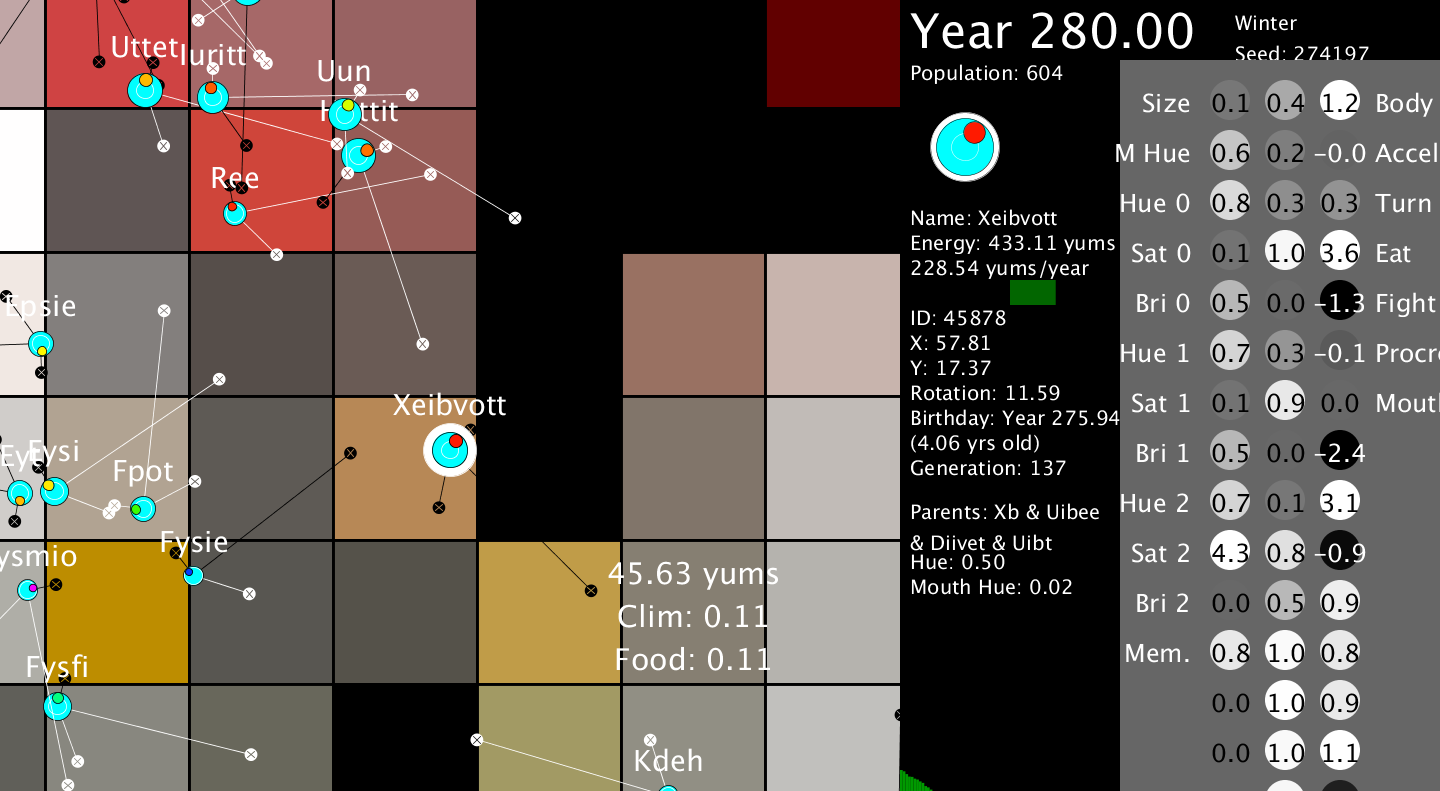 Uttet
Iuritt
Uun
Ree
Epsie
Xeibvott
Eysi
Fpot
Fysie
ysmio
Fysfi
Kdeh
45.63 yums
Clim: 0.11
Food: 0.11
Year 280.00
Winter
Seed: 274197
Population: 604
Name: Xeibvott
Energy: 433.11 yums
228.54 yums/year
ID: 45878
X: 57.81
Y: 17.37
Rotation: 11.59
Birthday: Year 275.94
(4.06 yrs old)
Generation: 137
Parents: Xb & Uibee
& Diivet & Uibt
Hue: 0.50
Mouth Hue: 0.02
Size 0.1 0.4 1.2 Body
M Hue 0.6 0.2 -0.0 Accel
Hue 0 0.8 0.3 0.3 Turn
Sat 0 0.1 1.0 3.6 Eat
Bri 0 0.5 0.0 -1.3 Fight
Hue 1 0.7 0.3 -0.1 Procre
Sat 1 0.1 0.9 0.0 Mouth
Bri 1 0.5 0.0 -2.4
Hue 2 0.7 0.1 3.1
Sat 2 4.3 0.8 -0.9
Bri 2 0.0 0.5 0.9
Mem. 0.8 1.0 0.8
0.0 1.0 0.9
0.0 1.0 1.1